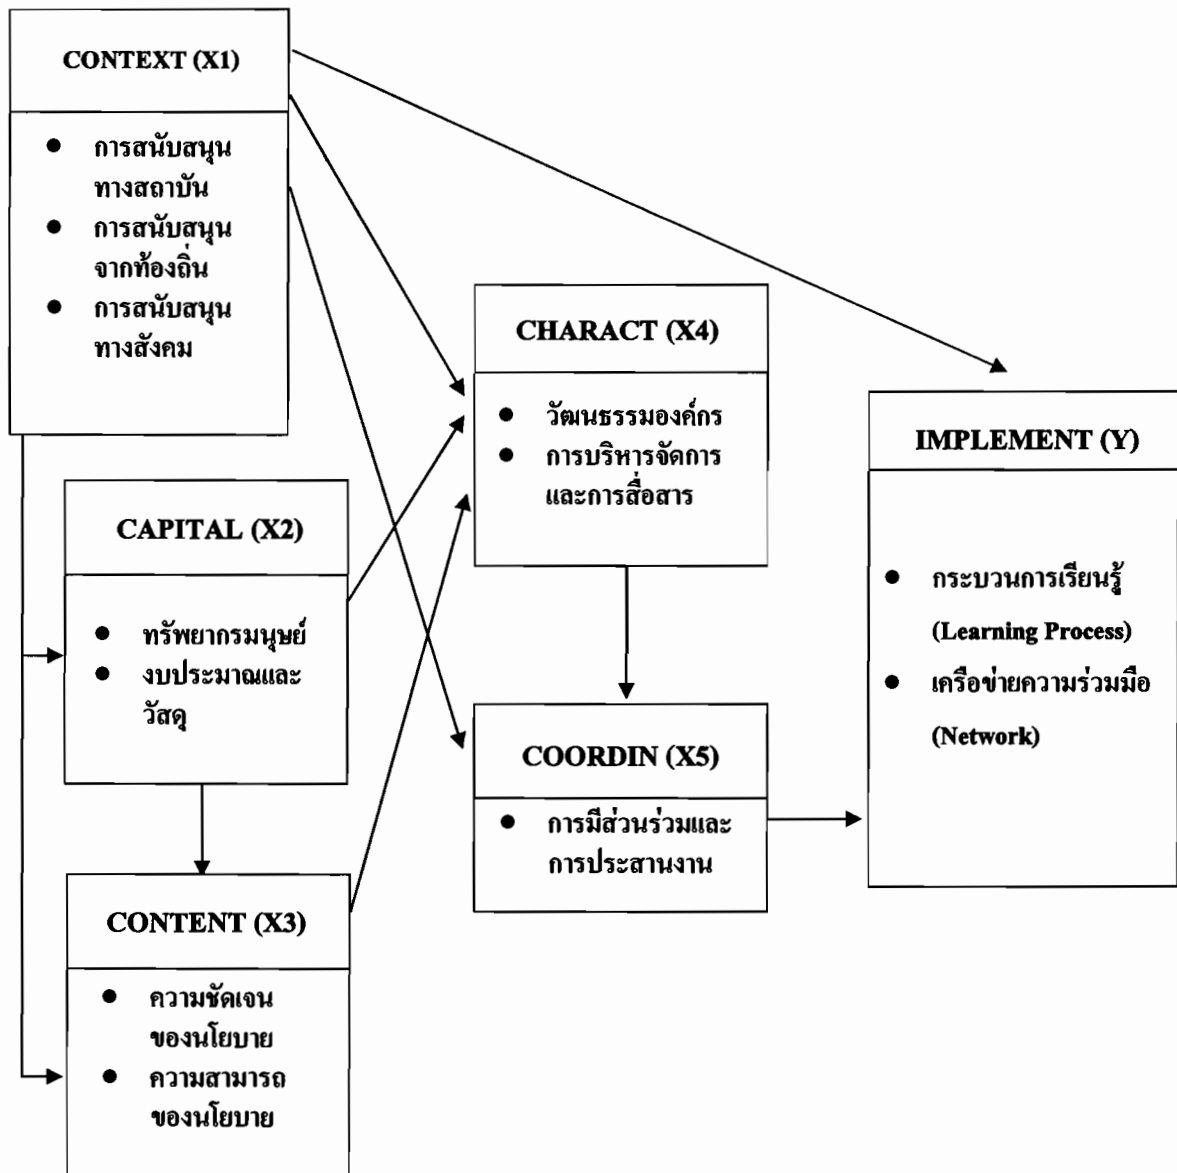 CONTEXT (X1)
● การสนับสนุน
ทางสถาบัน
● การสนับสนุน
จากท้องถิ่น
● การสนับสนุน
ทางสังคม
CAPITAL (X2)
● ทรัพยากรมนุษย์
● งบประมาณและ
วัสดุ
CONTENT (X3)
● ความชัดเจน
ของนโยบาย
● ความสามารถ
ของนโยบาย
CHARACT (X4)
● วัฒนธรรมองค์กร
● การบริหารจัดการ
และการสื่อสาร
COORDIN (X5)
● การมีส่วนร่วมและ
การประสานงาน
IMPLEMENT (Y)
● กระบวนการเรียนรู้
(Learning Process)
● เครือข่ายความร่วมมือ
(Network)